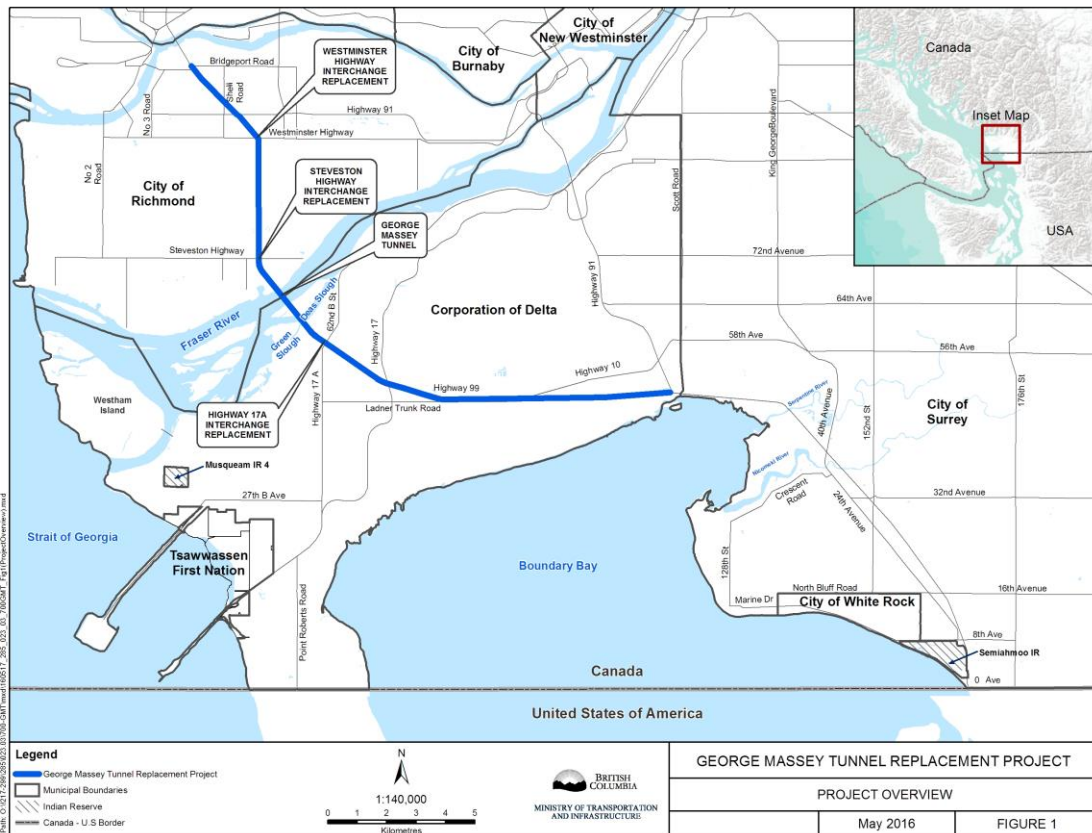 City of
New Westminster
City of
Burnaby
WESTMINSTER
HIGHWAY
INTERCHANGE
REPLACEMENT
Bridgeport Road
Shell
Road
No 3 Road
Highway 91
Westminster Highway
No 2
Road
City of
Richmond
STEVESTON
HIGHWAY
INTERCHANGE
REPLACEMENT
GEORGE
MASSEY
TUNNEL
Steveston Highway
Scott Road
King GeorgeBoulevard
72nd Avenue
Canada
Inset Map
USA
Highway 91
64th Ave
Corporation of Delta
Fraser River
Deas Slough
Green
Slough
62nd B St
Highway 17
58th Ave
56th Ave
176th St
Highway 10
Highway 99
Ladner Trunk Road
Highway 17 A
Westham
Island
HIGHWAY 17A
INTERCHANGE
REPLACEMENT
Serpentine River
40th Avenue
152nd St
City of
Surrey
Nicomekl River
Musqueam IR 4
27th B Ave
Crescent
Road
24th Avenue
32nd Avenue
Strait of Georgia
Tsawwassen
First Nation
Boundary Bay
128th St
North Bluff Road
16th Avenue
Marine Dr
City of White Rock
Point Roberts Road
8th Ave
Semiahmoo IR
0 Ave
Canada
United States of America
Legend
George Massey Tunnel Replacement Project
Municipal Boundaries
Indian Reserve
Canada - U.S Border
N
1:140,000
0 1 2 3 4 5
Kilometres
BRITISH
COLUMBIA
MINISTRY OF TRANSPORTATION
AND INFRASTRUCTURE
GEORGE MASSEY TUNNEL REPLACEMENT PROJECT
PROJECT OVERVIEW
May 2016
FIGURE 1